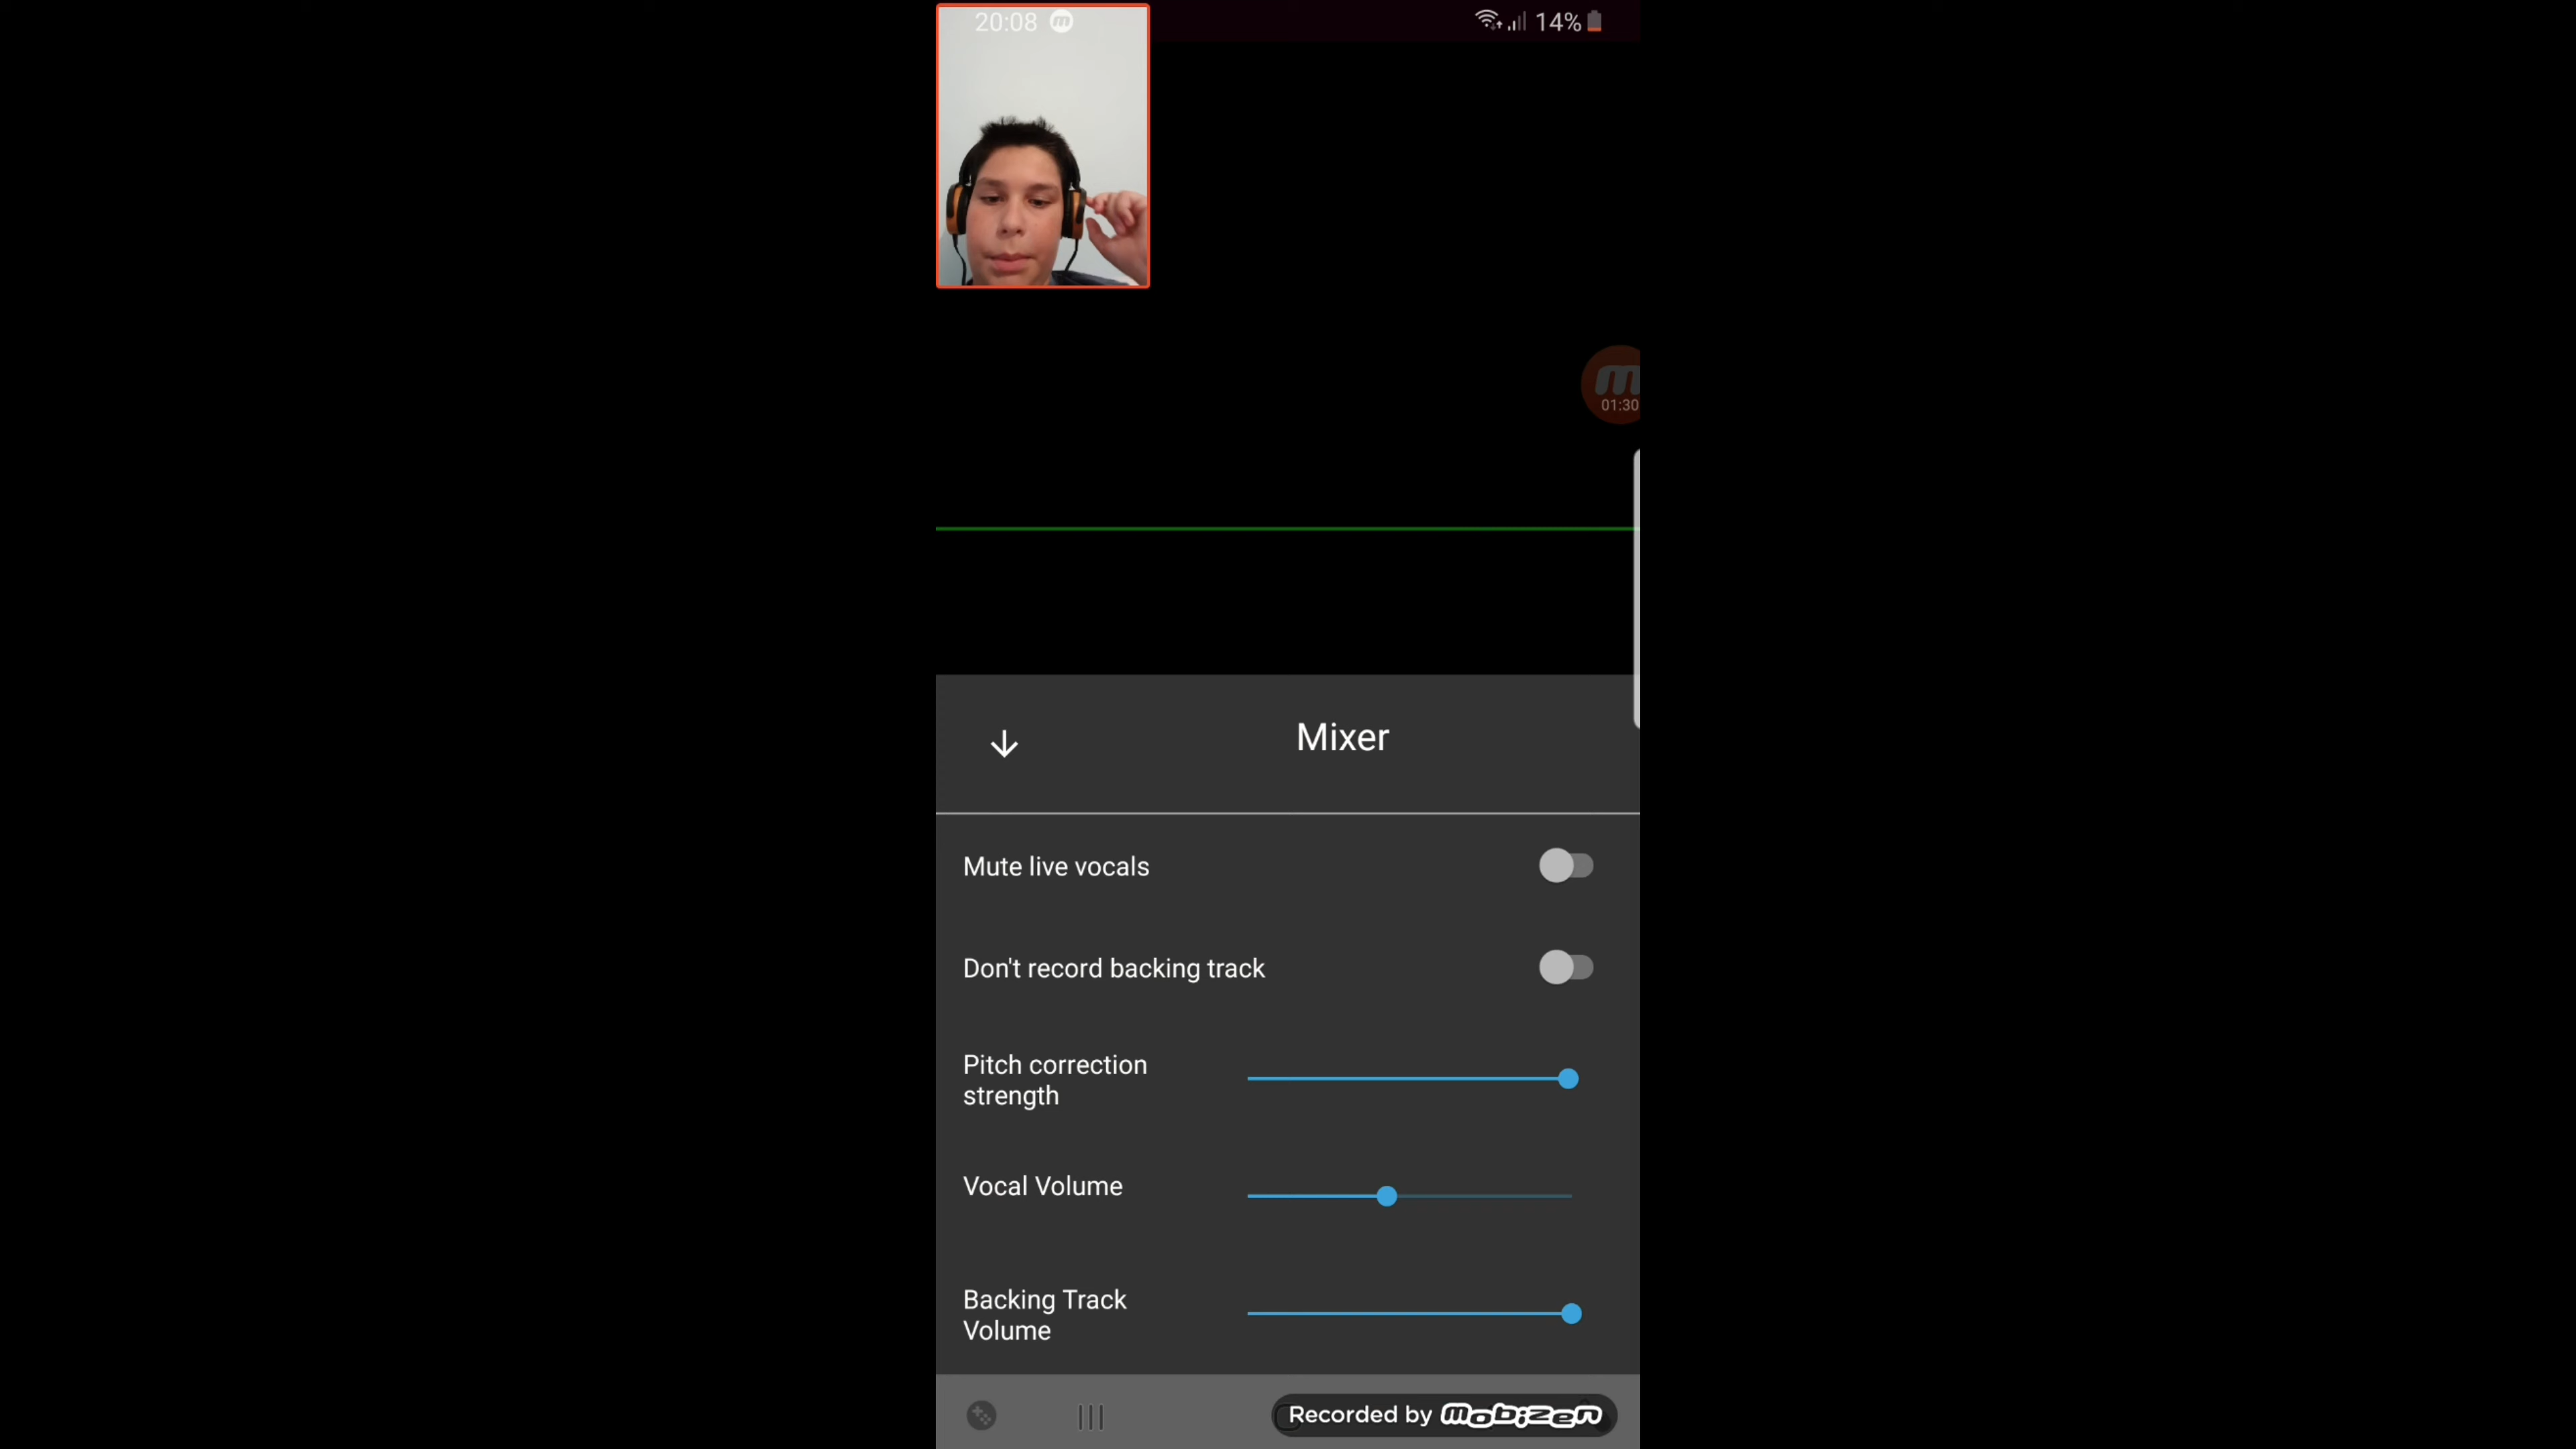 20:08
14%
01:30
Mixer
Mute live vocals
Don't record backing track
Pitch correction
strength
Vocal Volume
Backing Track
Volume
Recorded by mobizen